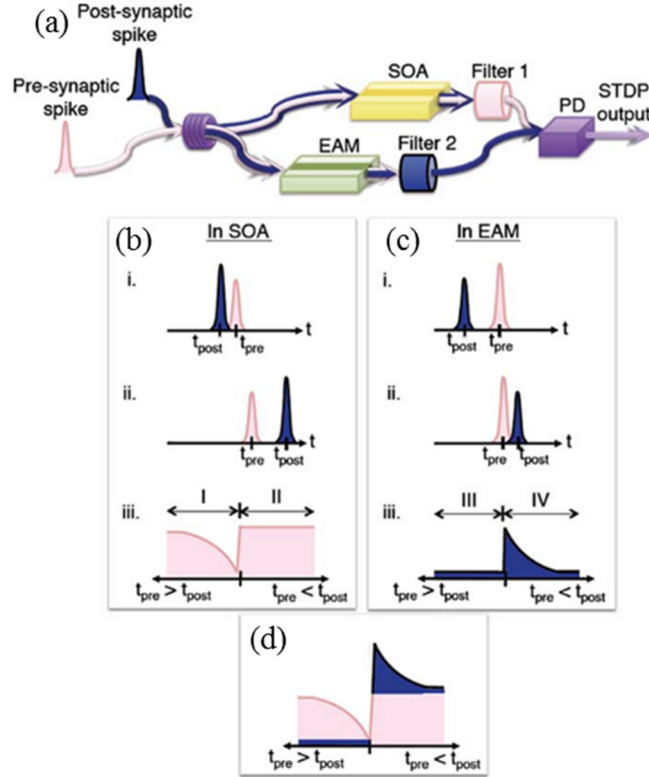 (a)
Post-synaptic
spike
Pre-synaptic
spike
SOA
Filter 1
EAM
Filter 2
PD
STDP
output
(b)
In SOA
i.
t
tpost
tpre
ii.
t
tpre
tpost
I
II
iii.
tpre > tpost
tpre < tpost
(c)
In EAM
i.
t
tpost
tpre
ii.
t
tpre
tpost
III
IV
iii.
tpre > tpost
tpre < tpost
(d)
tpre > tpost
tpre < tpost